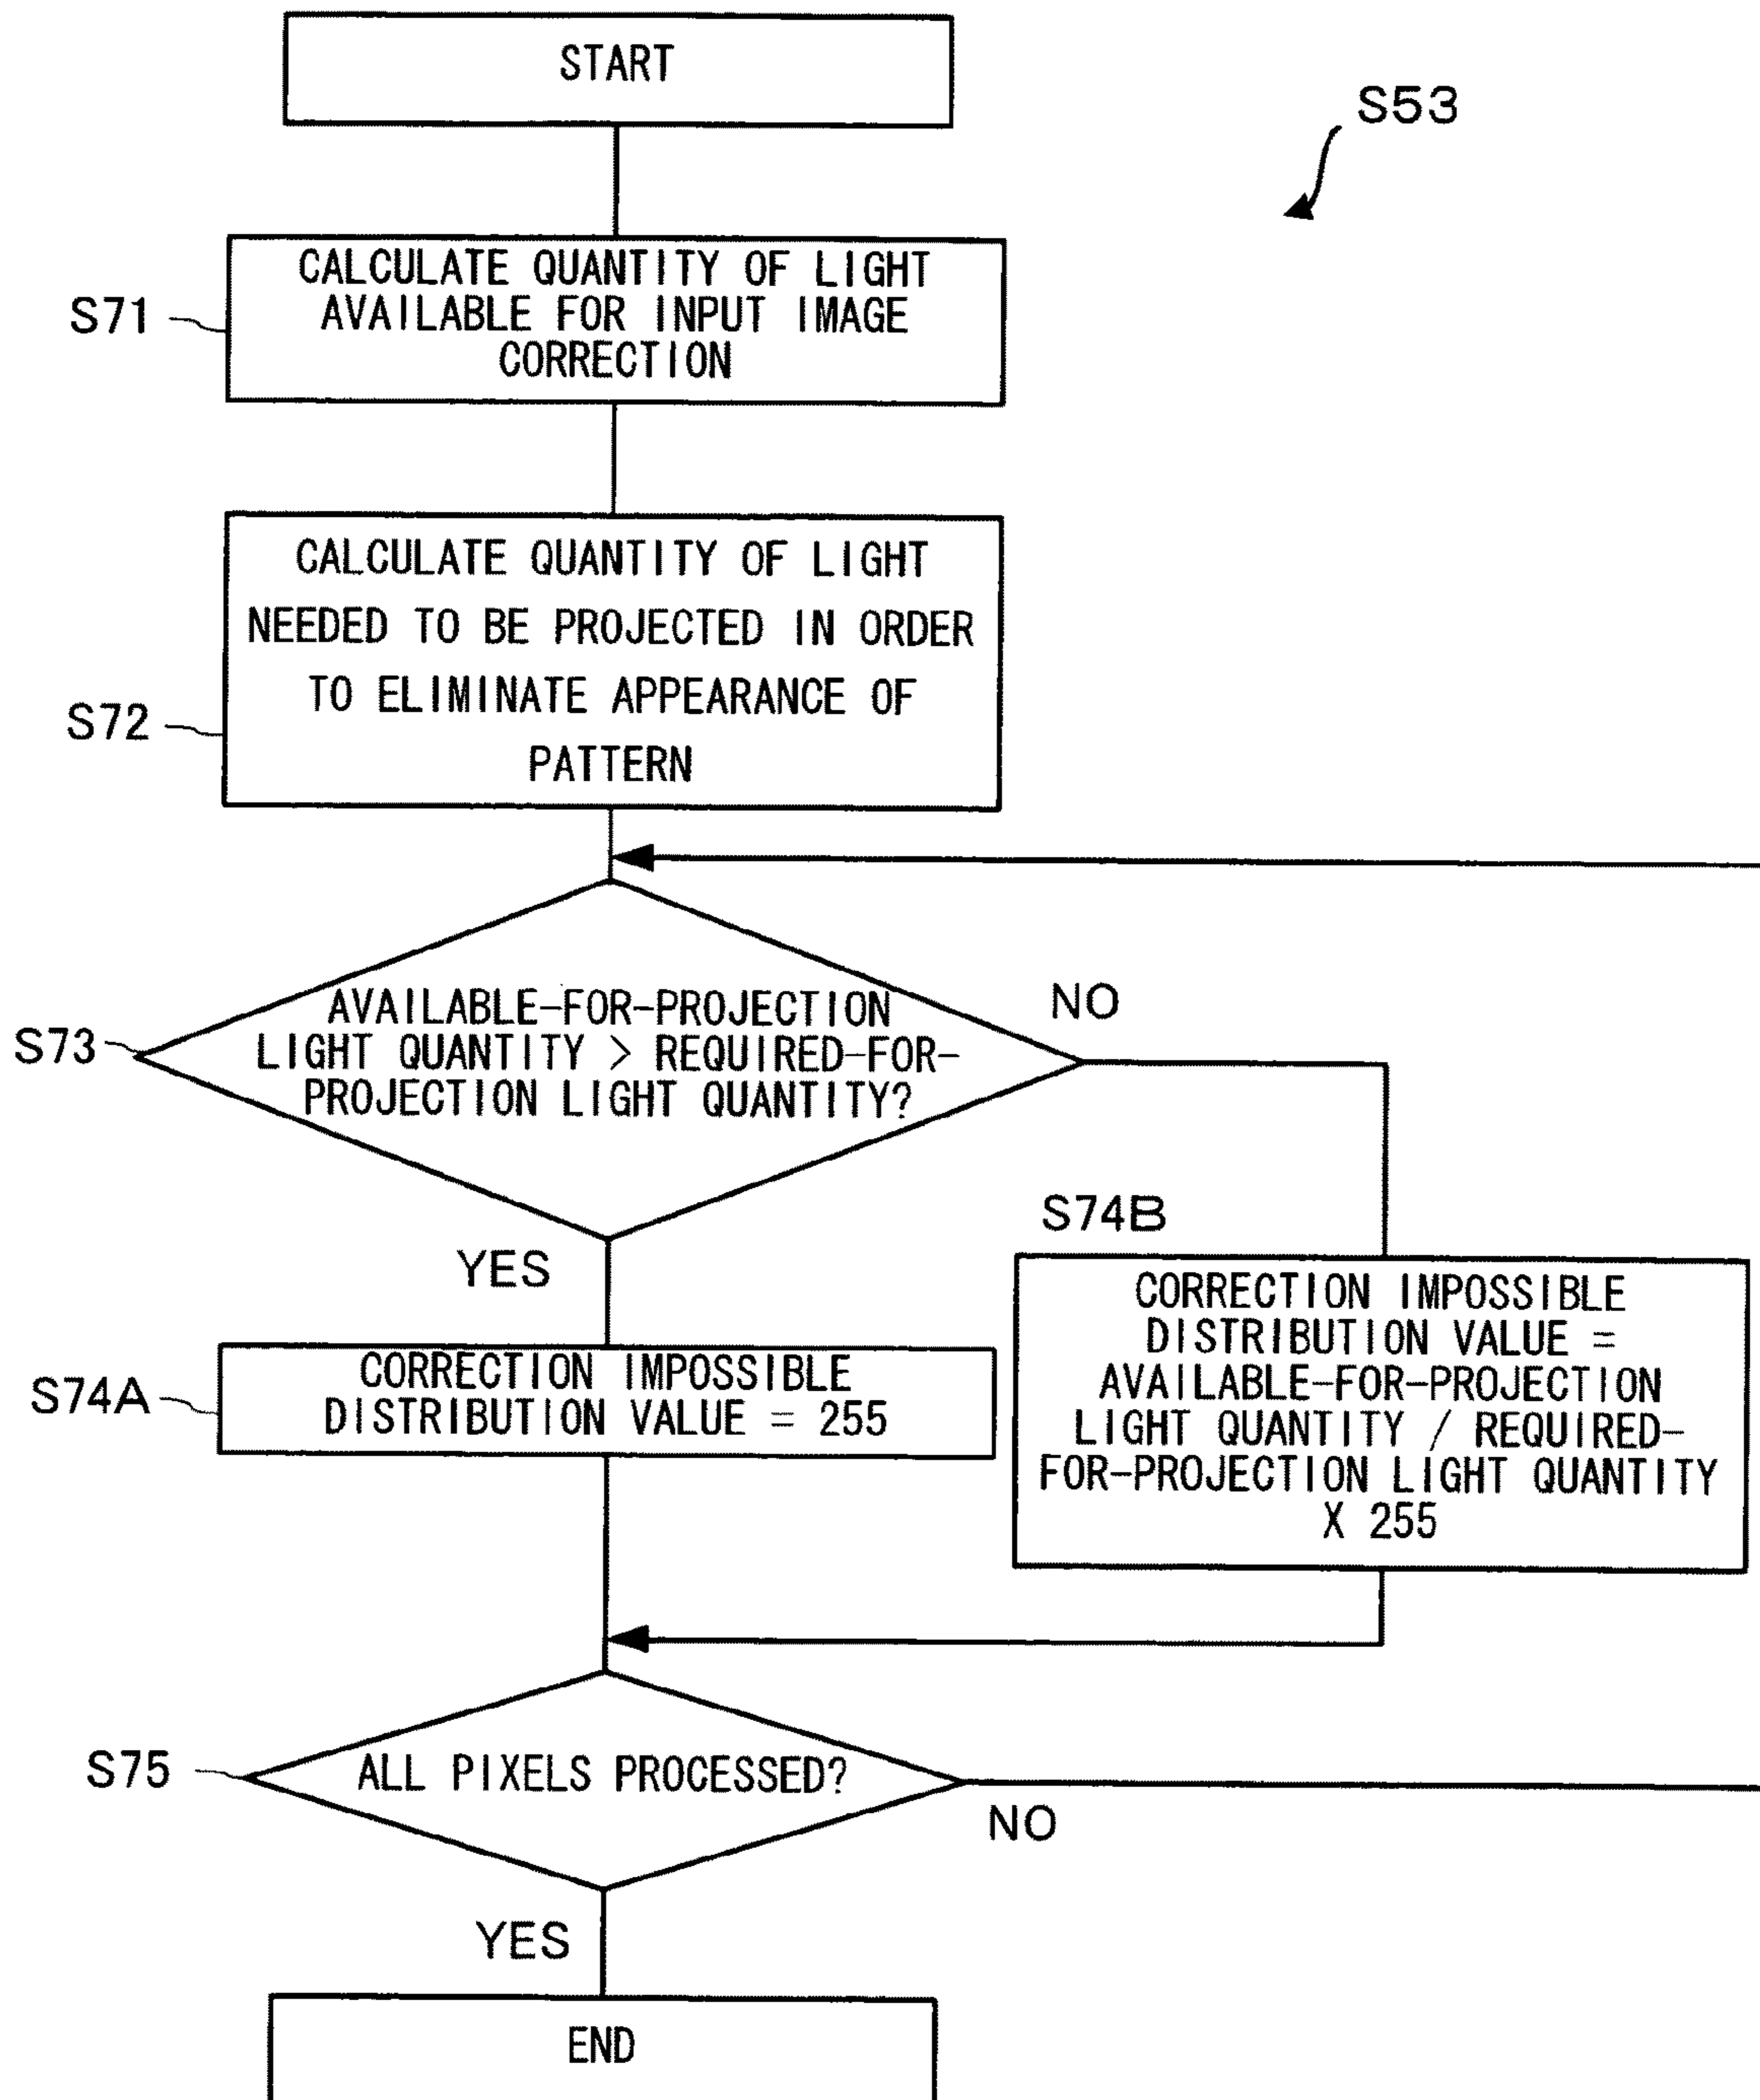 START
S53
CALCULATE QUANTITY OF LIGHT
AVAILABLE FOR INPUT IMAGE
CORRECTION
S71
CALCULATE QUANTITY OF LIGHT
NEEDED TO BE PROJECTED IN ORDER
TO ELIMINATE APPEARANCE OF
PATTERN
S72
AVAILABLE-FOR-PROJECTION
LIGHT QUANTITY > REQUIRED-FOR-
PROJECTION LIGHT QUANTITY?
S73
NO
YES
S74B
CORRECTION IMPOSSIBLE
DISTRIBUTION VALUE =
AVAILABLE-FOR-PROJECTION
LIGHT QUANTITY / REQUIRED-
FOR-PROJECTION LIGHT QUANTITY
X 255
S74A
CORRECTION IMPOSSIBLE
DISTRIBUTION VALUE = 255
S75
ALL PIXELS PROCESSED?
NO
YES
END